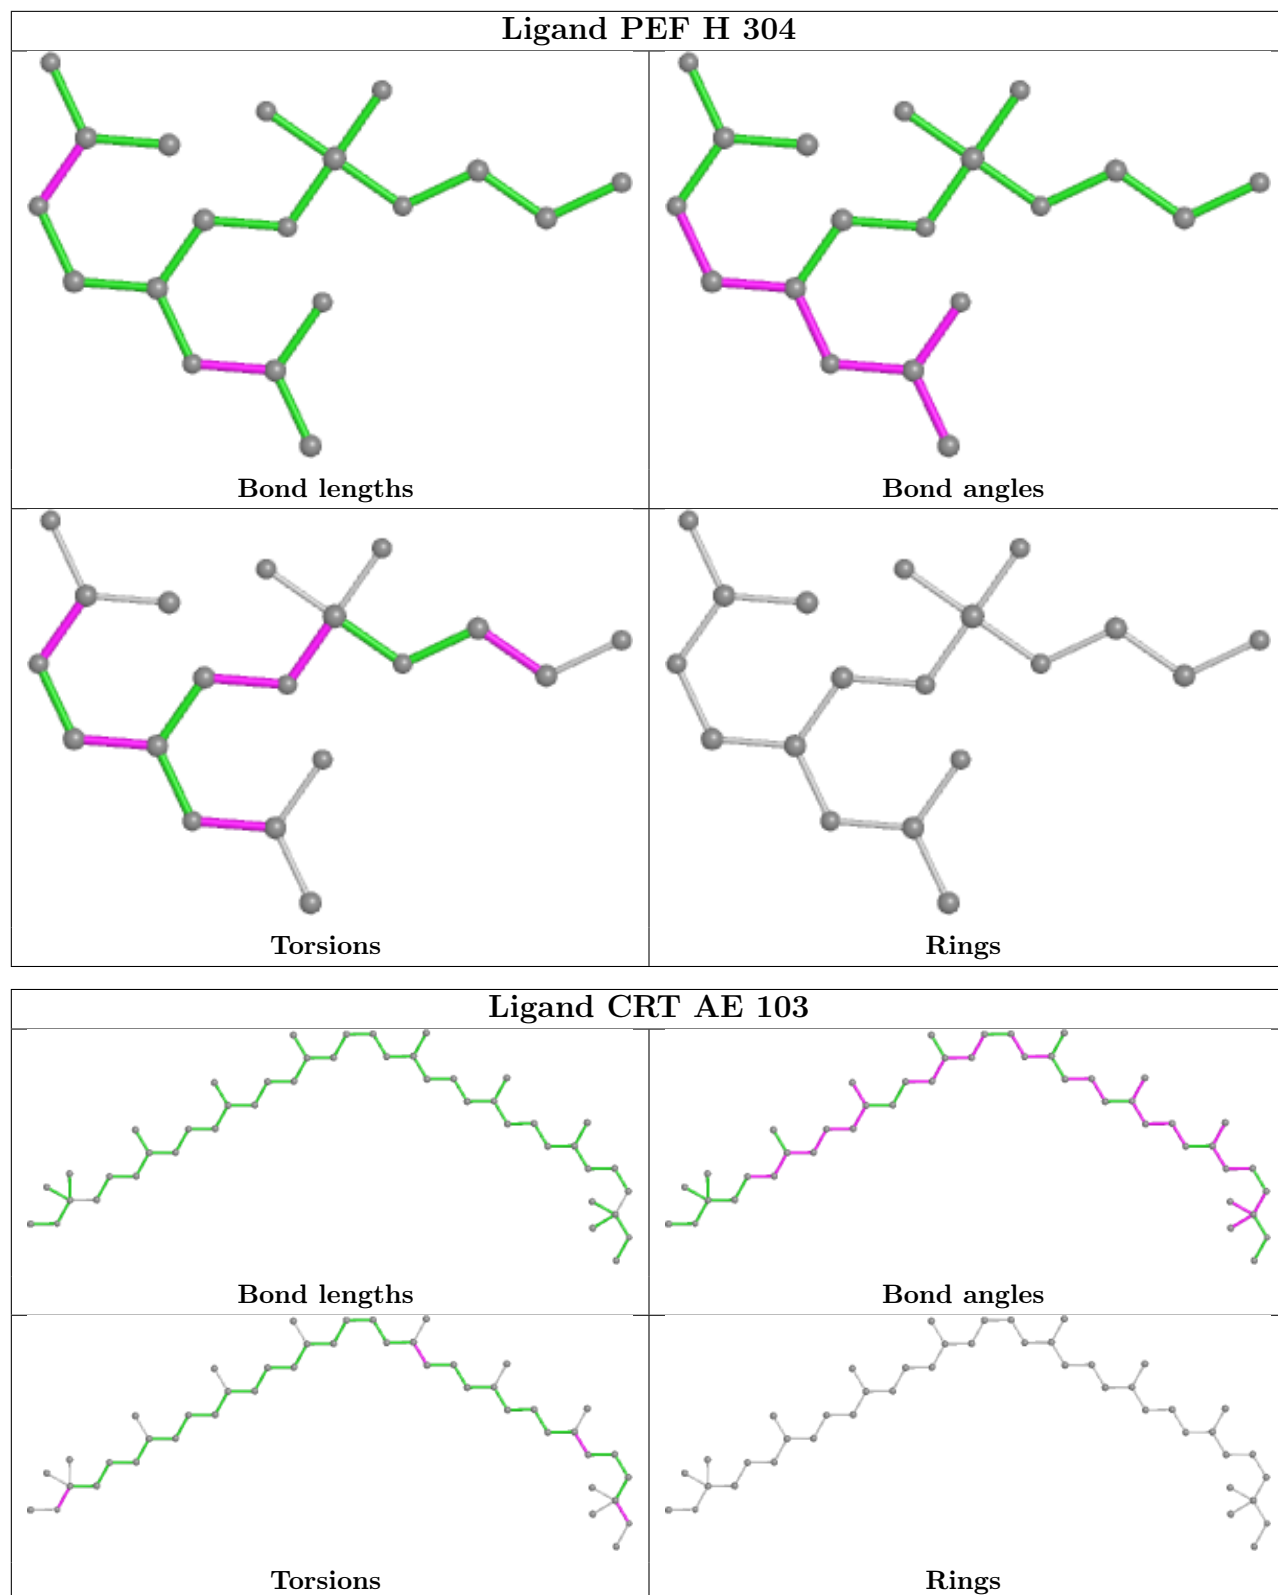 Ligand PEF H 304
Bond lengths
Bond angles
Torsions
Rings
Ligand CRT AE 103
Bond lengths
Bond angles
Torsions
Rings